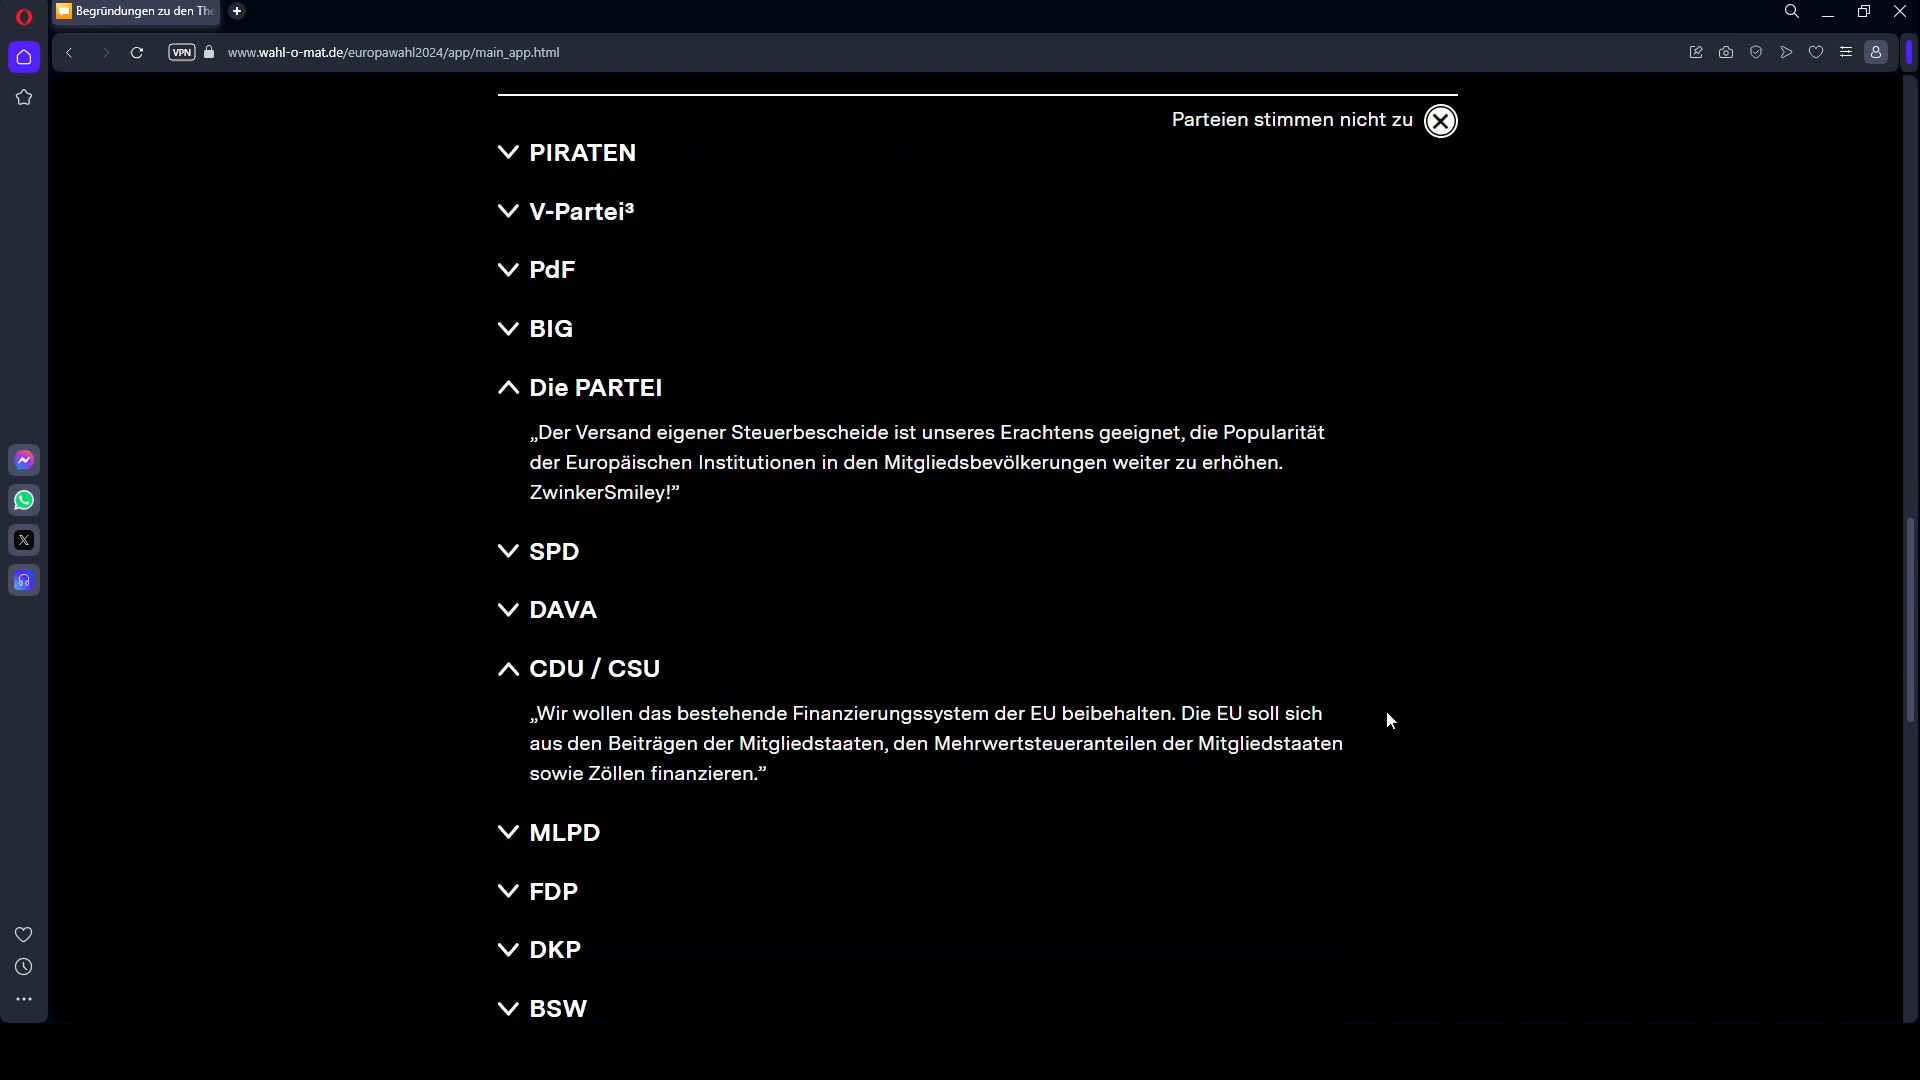 Begründungen zu den Th
VPN
www.wahl-o-mat.de/europawahl2024/app/main_app.html
Parteien stimmen nicht zu
PIRATEN
V-Partei³
PdF
BIG
Die PARTEI
„Der Versand eigener Steuerbescheide ist unseres Erachtens geeignet, die Popularität
der Europäischen Institutionen in den Mitgliedsbevölkerungen weiter zu erhöhen.
ZwinkerSmiley!”
SPD
DAVA
CDU / CSU
„Wir wollen das bestehende Finanzierungssystem der EU beibehalten. Die EU soll sich
aus den Beiträgen der Mitgliedstaaten, den Mehrwertsteueranteilen der Mitgliedstaaten
sowie Zöllen finanzieren.”
MLPD
FDP
DKP
BSW